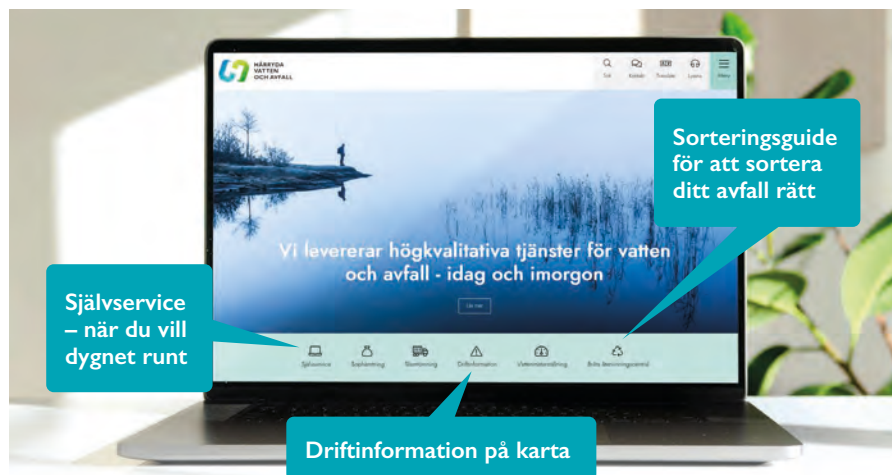 HÄRRYDA
VATTEN
OCH AVFALL
Sök
Kontakt
Translate
Lyssna
Meny
Sorteringsguide
för att sortera
ditt avfall rätt
Vi levererar högkvalitativa tjänster för vatten
och avfall - idag och imorgon
Läs mer
Självservice
– när du vill
dygnet runt
Självservice
Sophämtning
Slamtömning
Driftinformation
Vattenmätaravläsning
Bråta återvinningscentral
Driftinformation på karta